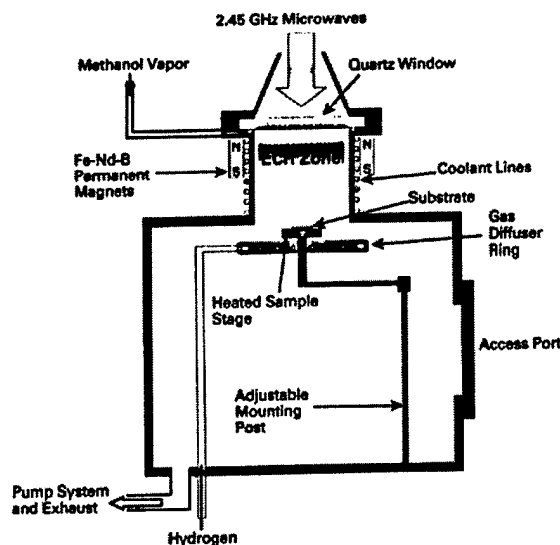 2.45 GHz Microwaves
Methanol Vapor
Quartz Window
N
N
Fe-Nd-B
Permanent
Magnets
S
S
ECR Zone
Coolant Lines
Substrate
Gas
Diffuser
Ring
Heated Sample
Stage
Access Port
Adjustable
Mounting
Post
Pump System
and Exhaust
Hydrogen